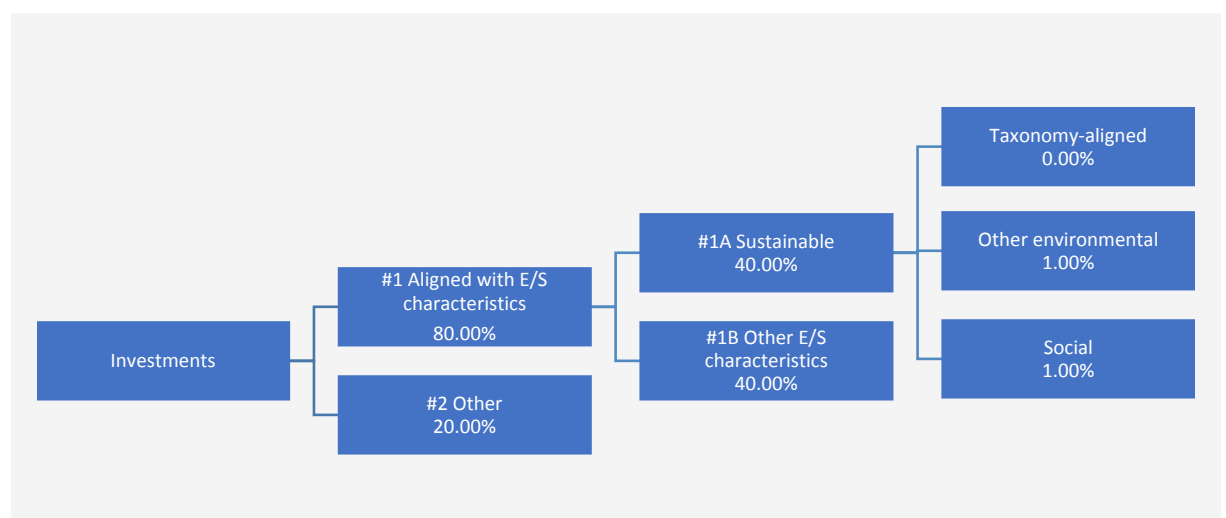 Investments
#1 Aligned with E/S
characteristics
80.00%
#2 Other
20.00%
#1A Sustainable
40.00%
#1B Other E/S
characteristics
40.00%
Taxonomy-aligned
0.00%
Other environmental
1.00%
Social
1.00%